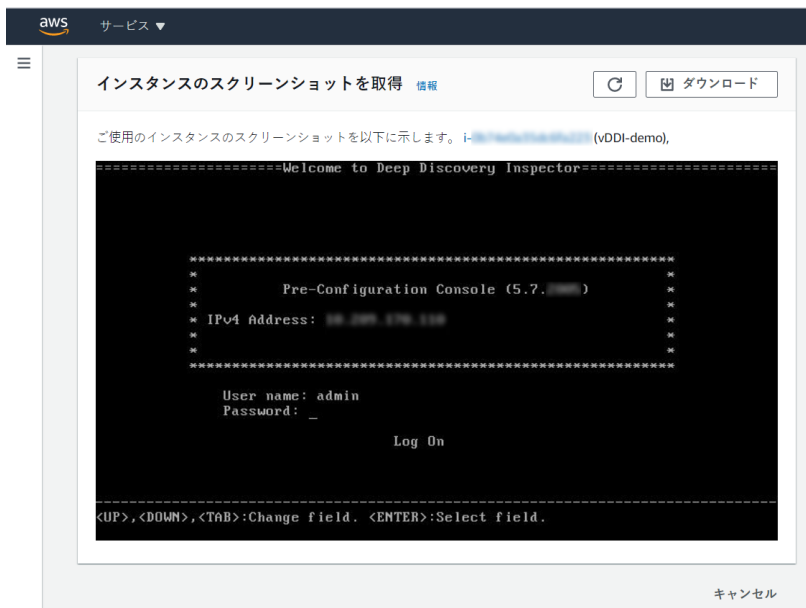 aws サービス ▼
インスタンスのスクリーンショットを取得 情報 ダウンロード
ご使用のインスタンスのスクリーンショットを以下に示します。 i- (vDDI-demo),
======================Welcome to Deep Discovery Inspector=======================
*********************************************************
* *
* Pre-Configuration Console (5.7. ) *
* *
* IPv4 Address: *
* *
* *
*********************************************************
User name: admin
Password: _
Log On
--------------------------------------------------------------------------------
<UP>,<DOWN>,<TAB>:Change field. <ENTER>:Select field.
キャンセル